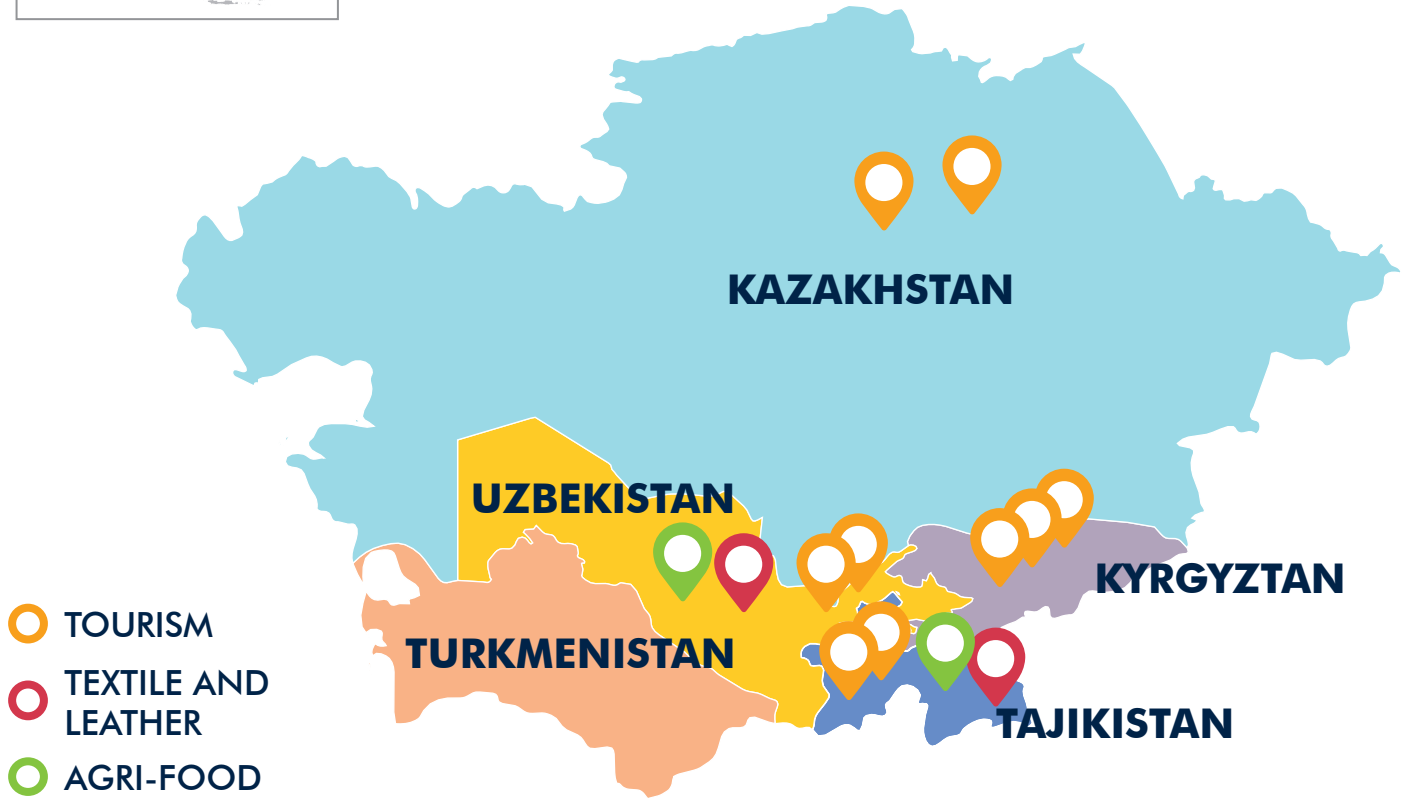 KAZAKHSTAN
UZBEKISTAN
KYRGYZTAN
TURKMENISTAN
TAJIKISTAN
TOURISM
TEXTILE AND
LEATHER
AGRI-FOOD